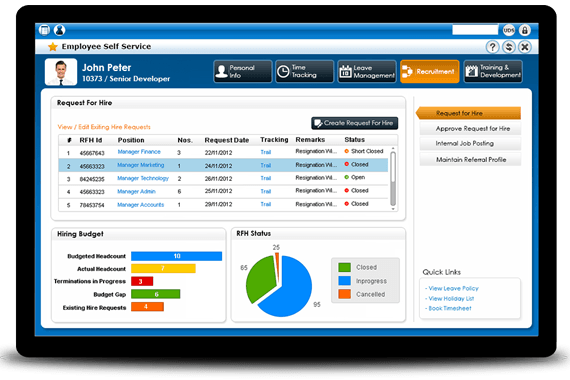 UDS
Employee Self Service
John Peter
10373 / Senior Developer
Personal Info
Time Tracking
Leave Management
Recruitment
Training & Development
Request For Hire
View / Edit Exiting Hire Requests
Create Request For Hire
# RFH Id Position Nos. Request Date Tracking Remarks Status
1 45667643 Manager Finance 3 22/11/2012 Trail Resignation Wil... Short Closed
2 45663323 Manager Marketing 1 24/11/2012 Trail Resignation Wil... Closed
3 84245235 Manager Technology 2 26/11/2012 Trail Resignation Wil... Open
4 45663323 Manager Admin 6 25/11/2012 Trail Resignation Wil... Closed
5 78453754 Manager Accounts 1 29/11/2012 Trail Resignation Wil... Closed
Request for Hire
Approve Request for Hire
Internal Job Posting
Maintain Referral Profile
Hiring Budget
Budgeted Headcount 10
Actual Headcount 7
Terminations in Progress 3
Budget Gap 6
Existing Hire Requests 4
RFH Status
25
65
95
Closed
Inprogress
Cancelled
Quick Links
- View Leave Policy
- View Holiday List
- Book Timesheet